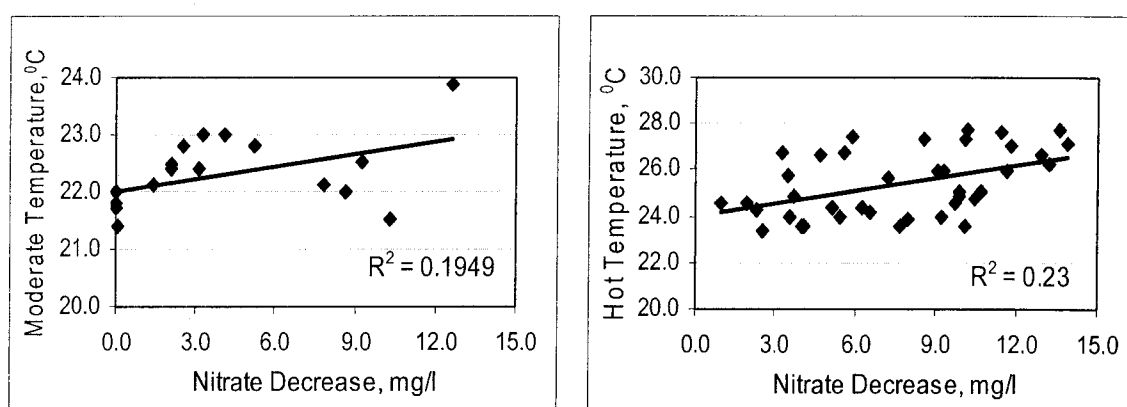 Moderate Temperature, ⁰C
24.0
23.0
22.0
21.0
20.0
R² = 0.1949
0.0 3.0 6.0 9.0 12.0 15.0
Nitrate Decrease, mg/l
Hot Temperature, ⁰C
30.0
28.0
26.0
24.0
22.0
20.0
R² = 0.23
0.0 3.0 6.0 9.0 12.0 15.0
Nitrate Decrease, mg/l